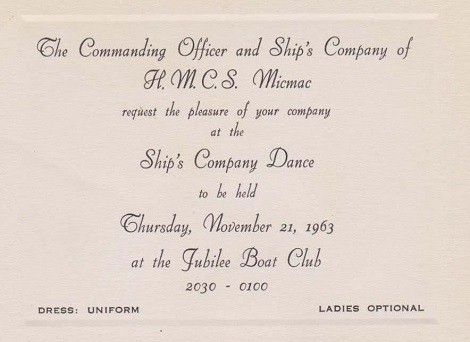 The Commanding Officer and Ship's Company of
H.M.C.S. Micmac
request the pleasure of your company
at the
Ship's Company Dance
to be held
Thursday, November 21, 1963
at the Jubilee Boat Club
2030 - 0100
DRESS: UNIFORM
LADIES OPTIONAL